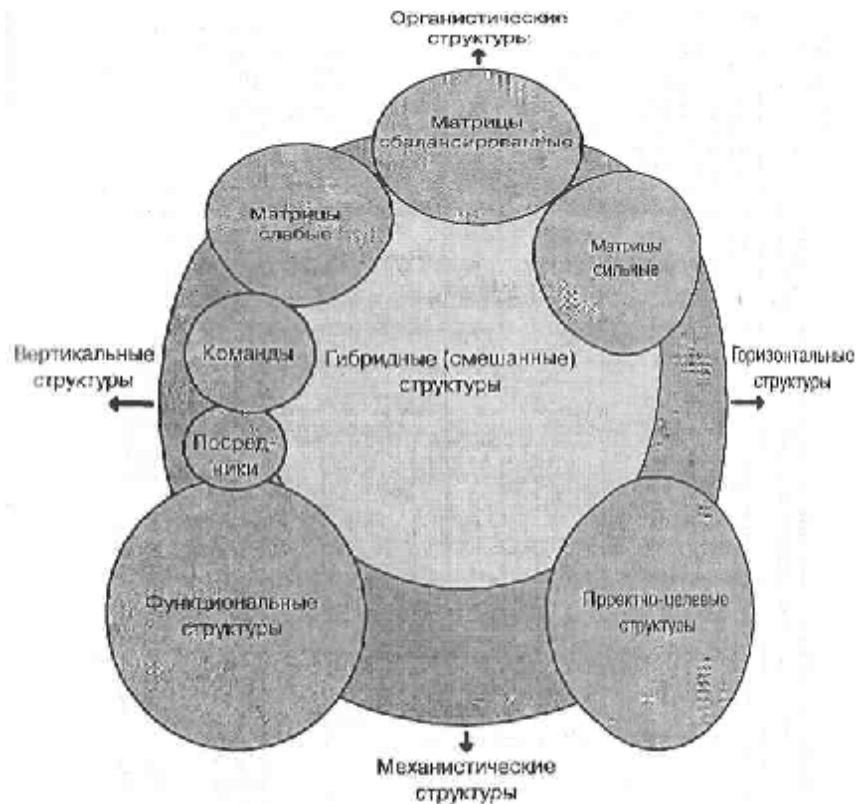 Органистические
структуры
Матрицы
сбалансированные
Матрицы
слабые
Матрицы
сильные
Команды
Гибридные (смешанные)
структуры
Вертикальные
структуры
Горизонтальные
структуры
Посред-
ники
Функциональные
структуры
Прректно-целевые
структуры
Механистические
структуры